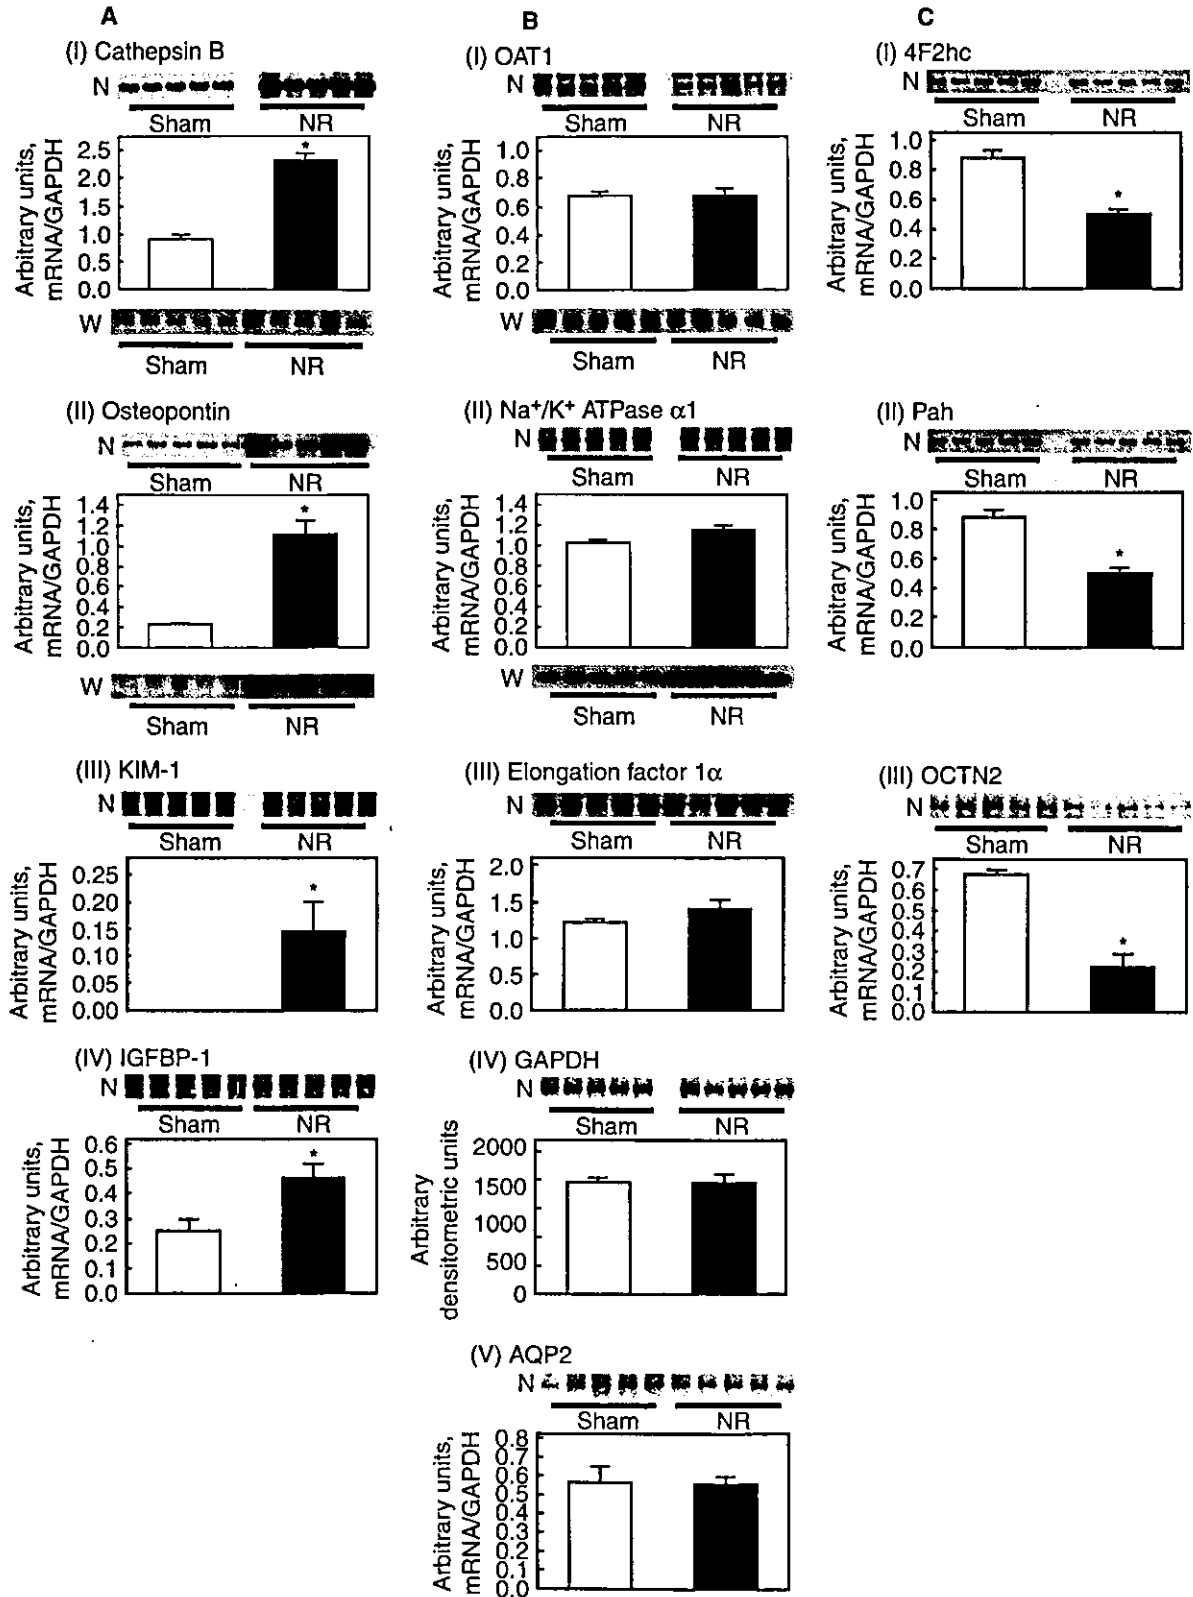 A
(I) Cathepsin B
N
Sham NR
Arbitrary units,
mRNA/GAPDH
2.5
2.0
1.5
1.0
0.5
0.0
*
W
Sham NR
(II) Osteopontin
N
Sham NR
Arbitrary units,
mRNA/GAPDH
1.4
1.2
1.0
0.8
0.6
0.4
0.2
0.0
*
W
Sham NR
(III) KIM-1
N
Sham NR
Arbitrary units,
mRNA/GAPDH
0.25
0.20
0.15
0.10
0.05
0.00
*
(IV) IGFBP-1
N
Sham NR
Arbitrary units,
mRNA/GAPDH
0.6
0.5
0.4
0.3
0.2
0.1
0.0
*
B
(I) OAT1
N
Sham NR
Arbitrary units,
mRNA/GAPDH
1.0
0.8
0.6
0.4
0.2
0.0
W
Sham NR
(II) Na⁺/K⁺ ATPase α1
N
Sham NR
Arbitrary units,
mRNA/GAPDH
1.4
1.2
1.0
0.8
0.6
0.4
0.2
0.0
W
Sham NR
(III) Elongation factor 1α
N
Sham NR
Arbitrary units,
mRNA/GAPDH
2.0
1.5
1.0
0.5
0.0
(IV) GAPDH
N
Sham NR
Arbitrary
densitometric units
2000
1500
1000
500
0
(V) AQP2
N
Sham NR
Arbitrary units,
mRNA/GAPDH
0.8
0.7
0.6
0.5
0.4
0.3
0.2
0.1
0.0
C
(I) 4F2hc
N
Sham NR
Arbitrary units,
mRNA/GAPDH
1.0
0.8
0.6
0.4
0.2
0.0
*
(II) Pah
N
Sham NR
Arbitrary units,
mRNA/GAPDH
1.0
0.8
0.6
0.4
0.2
0.0
*
(III) OCTN2
N
Sham NR
Arbitrary units,
mRNA/GAPDH
0.7
0.6
0.5
0.4
0.3
0.2
0.1
0.0
*